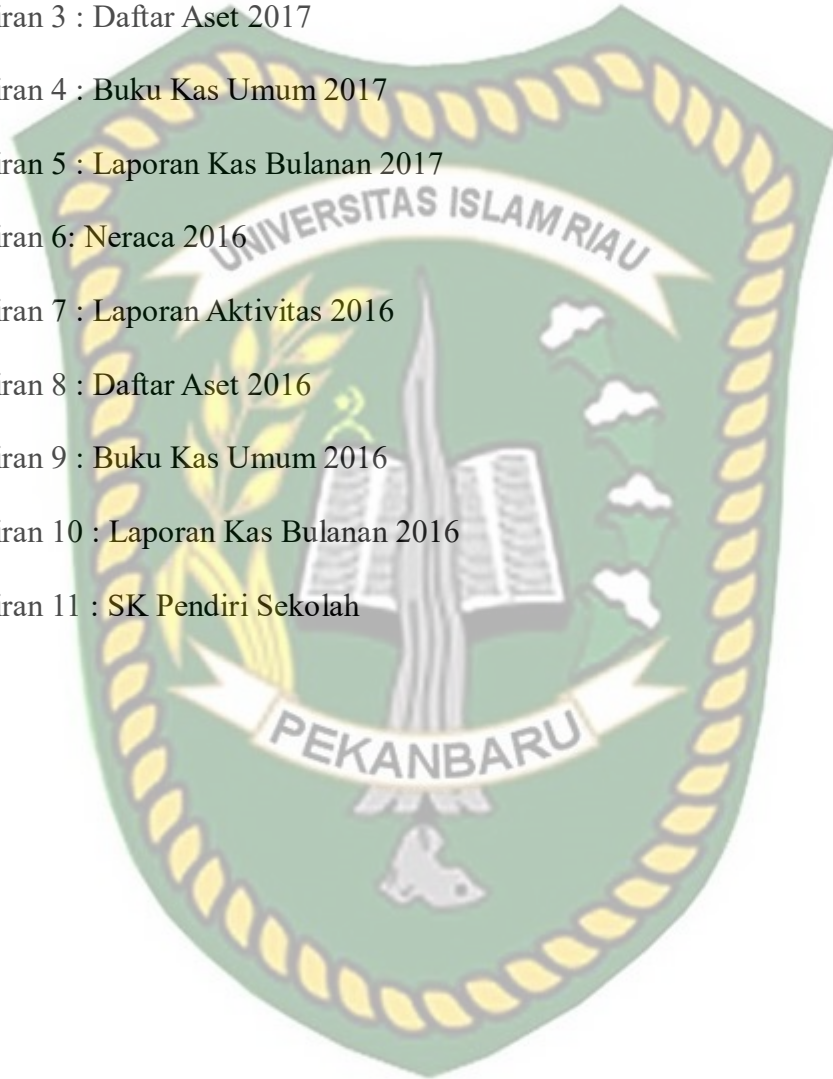 iran 3 : Daftar Aset 2017
iran 4 : Buku Kas Umum 2017
iran 5 : Laporan Kas Bulanan 2017
UNIVERSITAS ISLAM RIAU
iran 6: Neraca 2016
iran 7 : Laporan Aktivitas 2016
iran 8 : Daftar Aset 2016
iran 9 : Buku Kas Umum 2016
iran 10 : Laporan Kas Bulanan 2016
iran 11 : SK Pendiri Sekolah
PEKANBARU